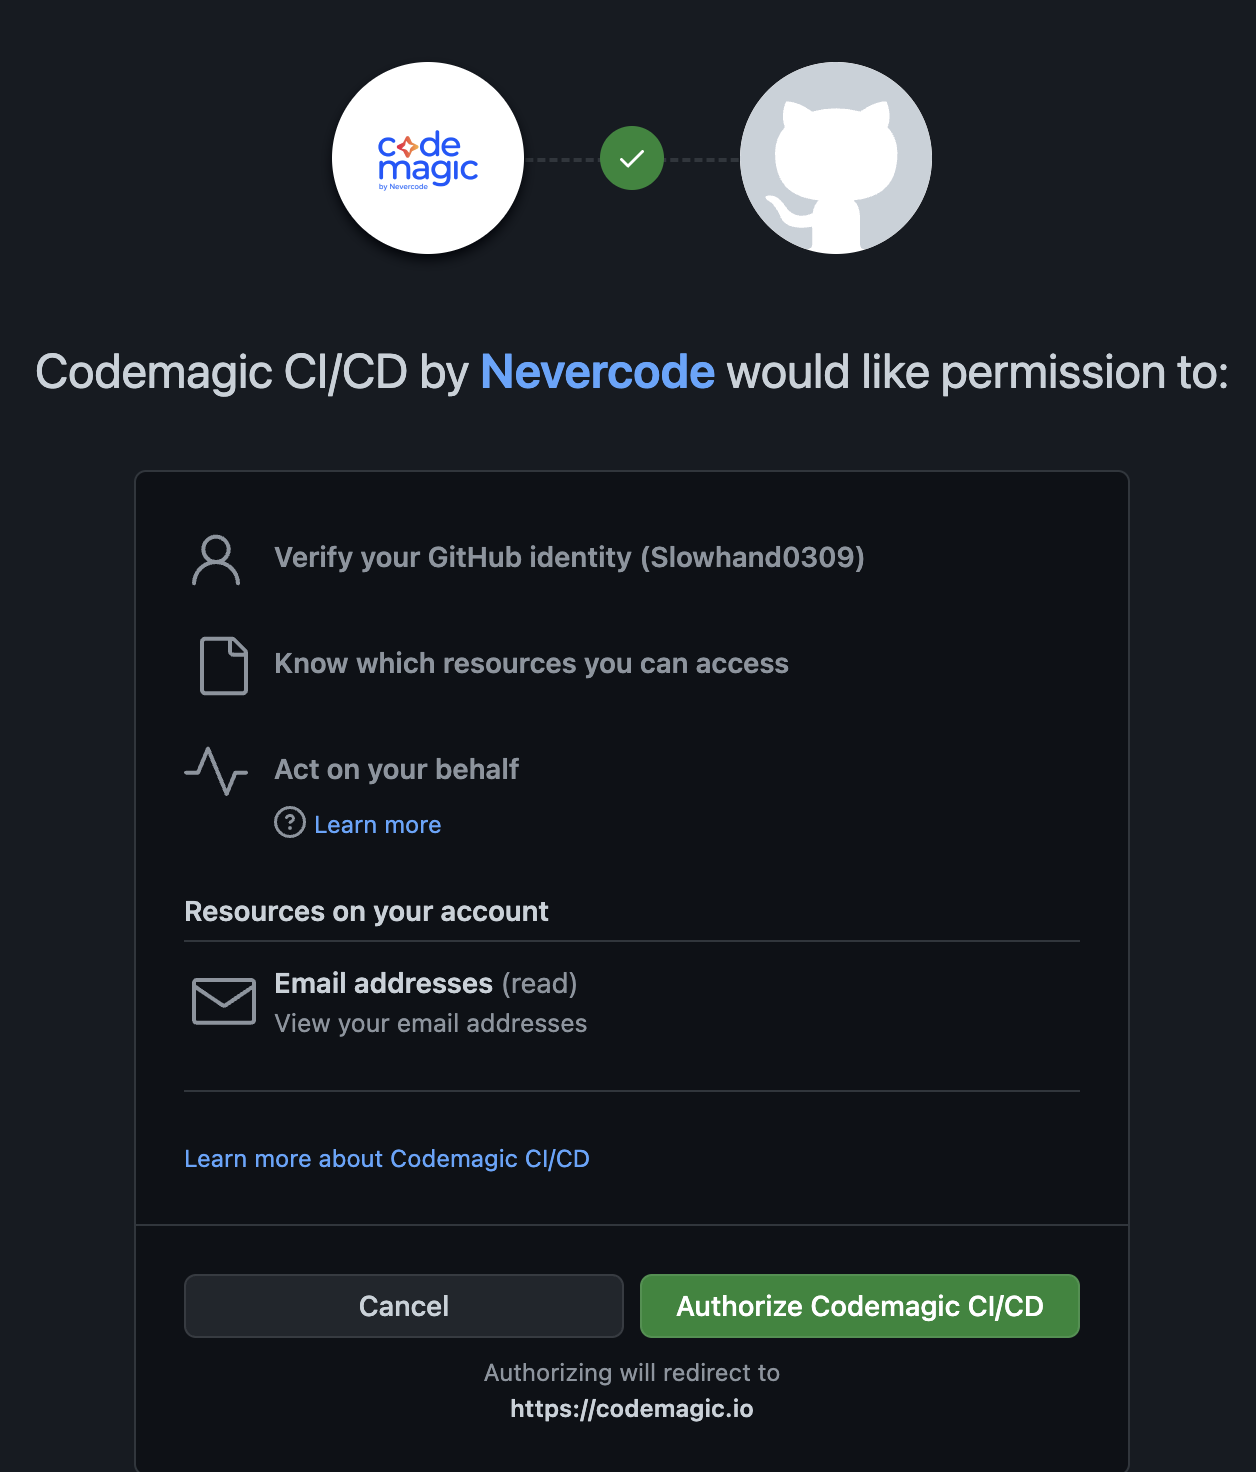 code
magic
by Nevercode
Codemagic CI/CD by Nevercode would like permission to:
Verify your GitHub identity (Slowhand0309)
Know which resources you can access
Act on your behalf
Learn more
Resources on your account
Email addresses (read)
View your email addresses
Learn more about Codemagic CI/CD
Cancel
Authorize Codemagic CI/CD
Authorizing will redirect to
https://codemagic.io